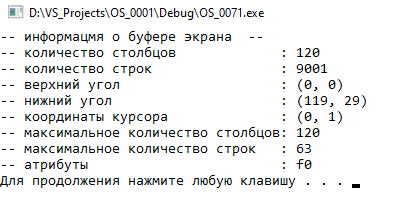 D:\VS_Projects\OS_0001\Debug\OS_0071.exe
-- информацмя о буфере экрана  --
-- количество столбцов             : 120
-- количество строк                : 9001
-- верхний угол                    : (0, 0)
-- нижний угол                     : (119, 29)
-- координаты курсора              : (0, 1)
-- максимальное количество столбцов: 120
-- максимальное количество строк   : 63
-- атрибуты                        : f0
Для продолжения нажмите любую клавишу . . .